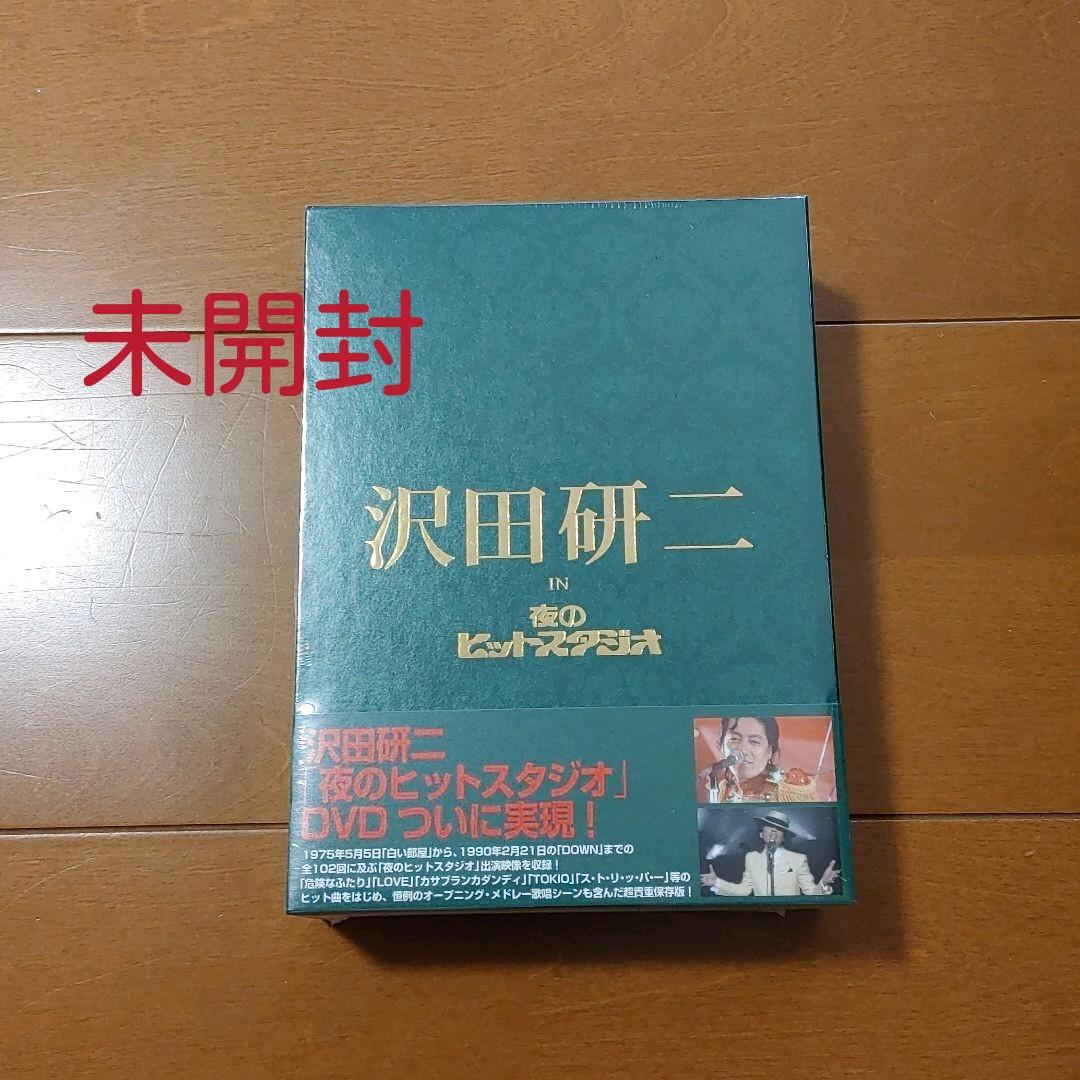 未開封
沢田研二
IN
夜の
ヒットスタジオ
沢田研二
「夜のヒットスタジオ」
DVD ついに実現！
1975年5月5日「白い部屋」から、1990年2月21日の「DOWN」までの
全102回に及ぶ「夜のヒットスタジオ」出演映像を収録！
「危険なふたり」「LOVE」「カサブランカダンディ」「TOKIO」「ス・ト・リ・ッ・パ・ー」等の
ヒット曲をはじめ、恒例のオープニング・メドレー歌唱シーンも含んだ超貴重保存版！